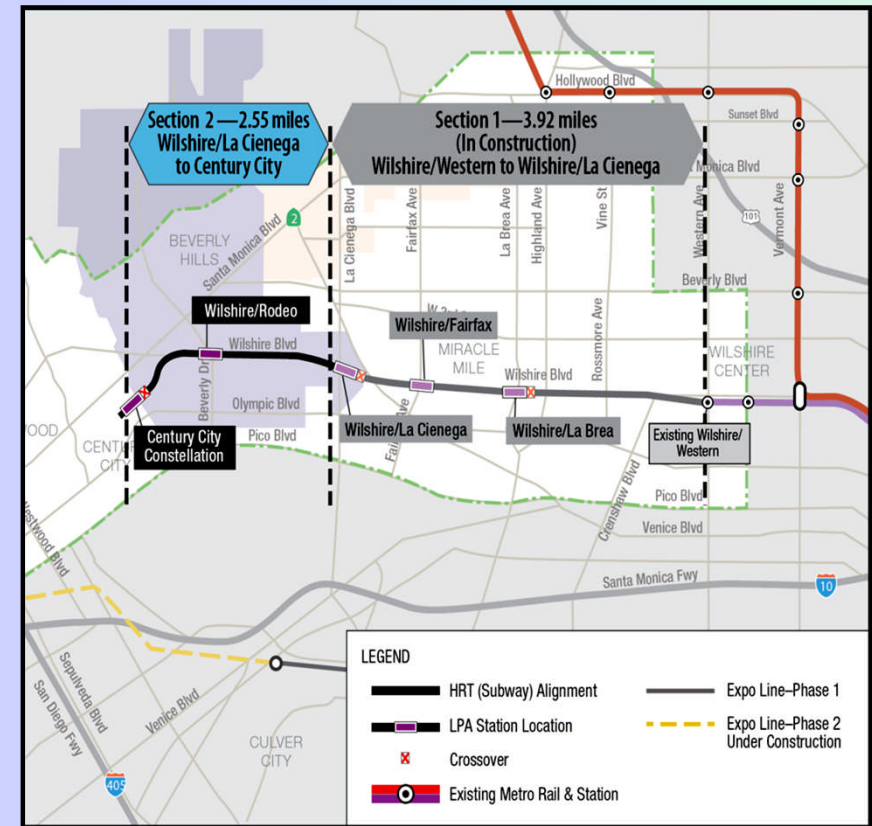 Hollywood Blvd
Sunset Blvd
Section 2—2.55 miles
Wilshire/La Cienega
to Century City
Section 1—3.92 miles
(In Construction)
Wilshire/Western to Wilshire/La Cienega
Monica Blvd
Santa Monica Blvd
2
La Cienega Blvd
Fairfax Ave
La Brea Ave
Highland Ave
Vine St
Western Ave
101
Vermont Ave
BEVERLY
HILLS
Beverly Blvd
Wilshire/Rodeo
Wilshire/Fairfax
MIRACLE
MILE
Rossmore Ave
WILSHIRE
CENTER
Wilshire Blvd
Wilshire Blvd
Beverly Dr
Olympic Blvd
Pico Blvd
CITY
Century City
Constellation
Wilshire/La Cienega
Wilshire/La Brea
Existing Wilshire/
Western
Crenshaw Blvd
Pico Blvd
Venice Blvd
Westwood Blvd
Santa Monica Fwy
10
Sepulveda Blvd
San Diego Fwy
Venice Blvd
CULVER
CITY
405
LEGEND
HRT (Subway) Alignment
LPA Station Location
Crossover
Existing Metro Rail & Station
Expo Line–Phase 1
Expo Line–Phase 2
Under Construction